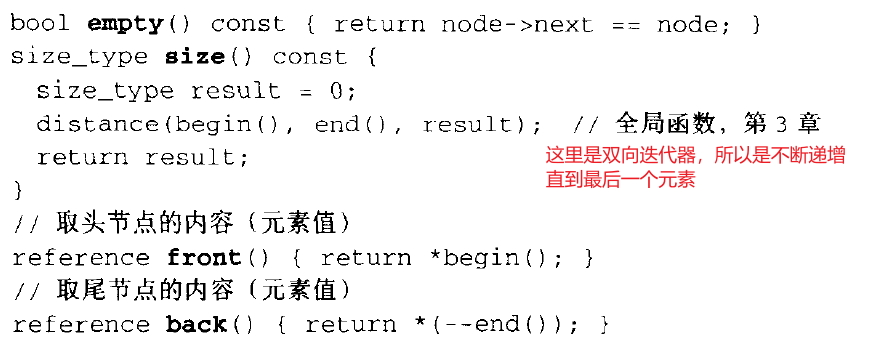 bool empty() const { return node->next == node; }
size_type size() const {
size_type result = 0;
distance(begin(), end(), result); // 全局函数，第 3 章
这里是双向迭代器，所以是不断递增
return result;
直到最后一个元素
}
// 取头节点的内容（元素值）
reference front() { return *begin(); }
// 取尾节点的内容（元素值）
reference back() { return *(--end()); }